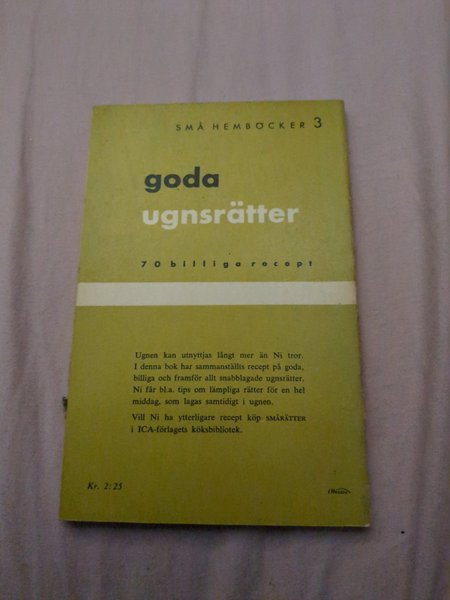 SMÅ HEMBÖCKER 3
goda
ugnsrätter
70 billiga recept
Ugnen kan utnyttjas långt mer än Ni tror.
I denna bok har sammanställts recept på goda,
billiga och framför allt snabblagade ugnsrätter.
Ni får bl.a. tips om lämpliga rätter för en hel
middag, som lagas samtidigt i ugnen.
Vill Ni ha ytterligare recept köp SMÅRÄTTER
i ICA-förlagets köksbibliotek.
Kr. 2:25